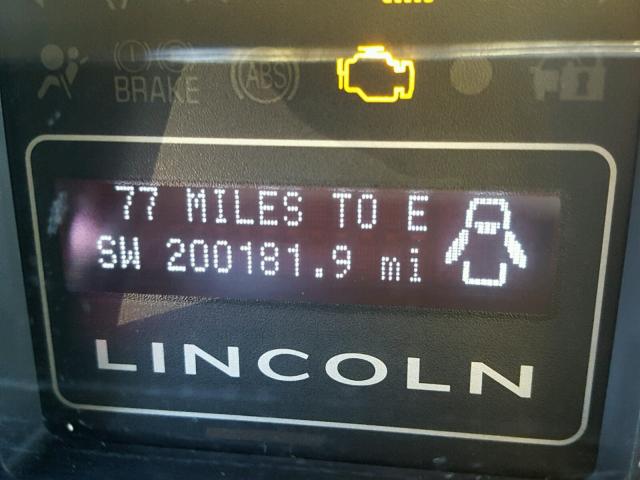 BRAKE ABS
77 MILES TO E
SW 200181.9 mi
LINCOLN